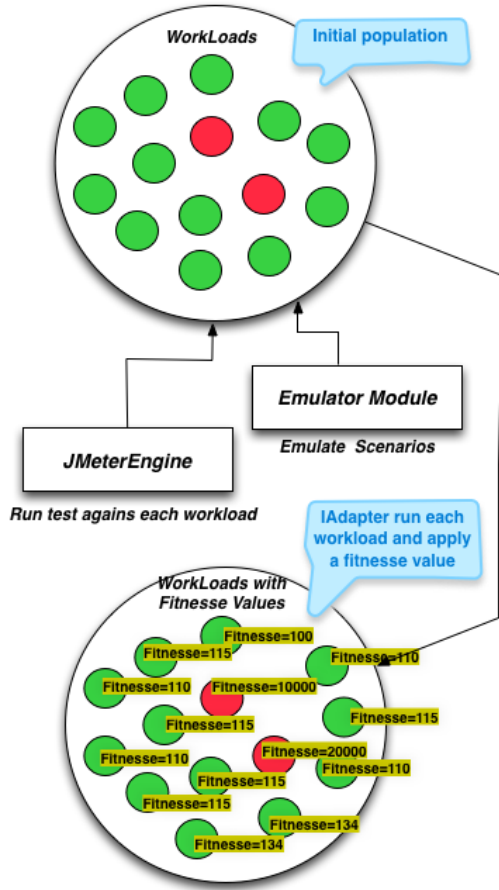 WorkLoads
Initial population
Emulator Module
Emulate Scenarios
JMeterEngine
Run test agains each workload
IAdapter run each
workload and apply
a fitnesse value
WorkLoads with
Fitnesse Values
Fitnesse=100
Fitnesse=115
Fitnesse=110
Fitnesse=110
Fitnesse=10000
Fitnesse=115
Fitnesse=115
Fitnesse=20000
Fitnesse=110
Fitnesse=110
Fitnesse=115
Fitnesse=115
Fitnesse=134
Fitnesse=134